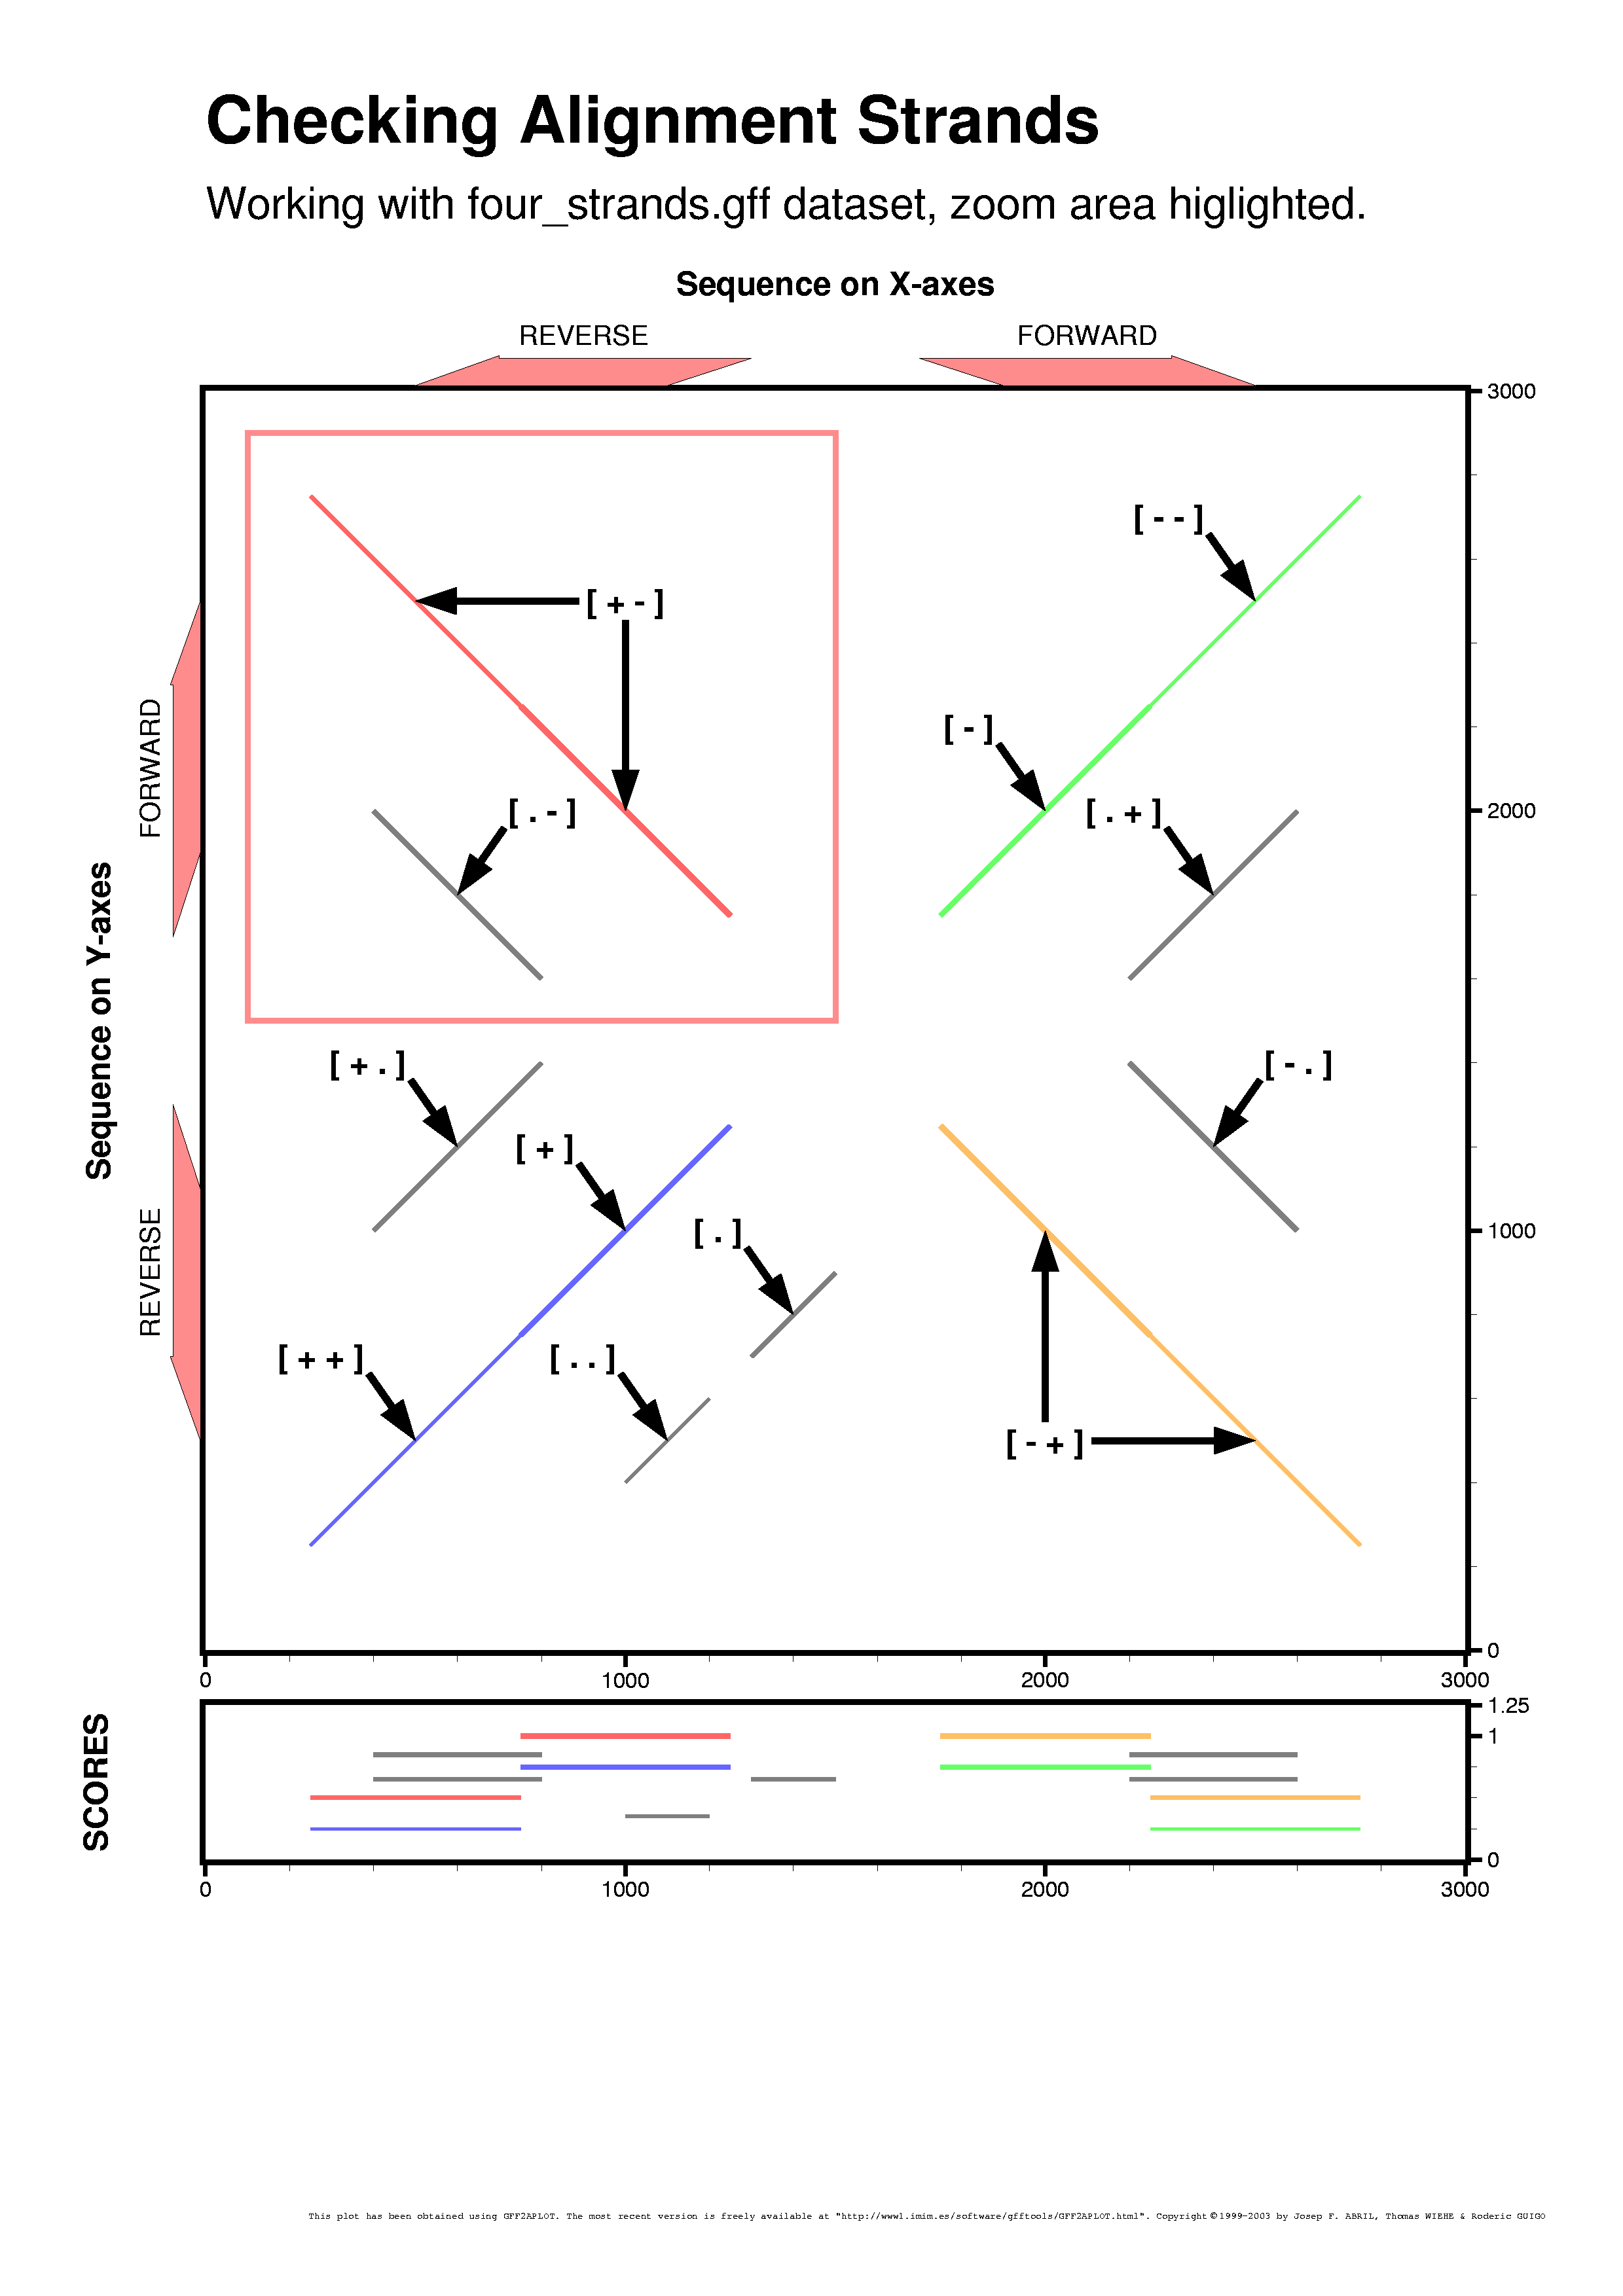 Checking Alignment Strands
Working with four_strands.gff dataset, zoom area higlighted.
Sequence on X-axes
REVERSE
FORWARD
3000
[ - - ]
[ + - ]
[ - ]
[ . - ]
[ . + ]
2000
FORWARD
Sequence on Y-axes
REVERSE
[ + . ]
[ - . ]
[ + ]
[ . ]
1000
[ + + ]
[ . . ]
[ - + ]
0
0
1000
2000
3000
SCORES
1.25
1
0
0
1000
2000
3000
This plot has been obtained using GFF2APLOT. The most recent version is freely available at "http://www1.imim.es/software/gfftools/GFF2APLOT.html". Copyright ©1999-2003 by Josep F. ABRIL, Thomas WIEHE & Roderic GUIGO